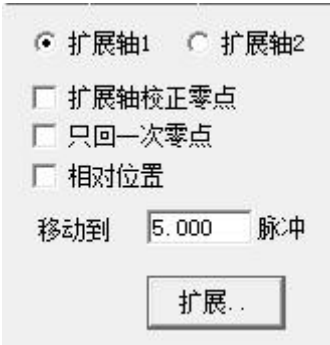 扩展轴1 扩展轴2
扩展轴校正零点
只回一次零点
相对位置
移动到 5.000 脉冲
扩展..